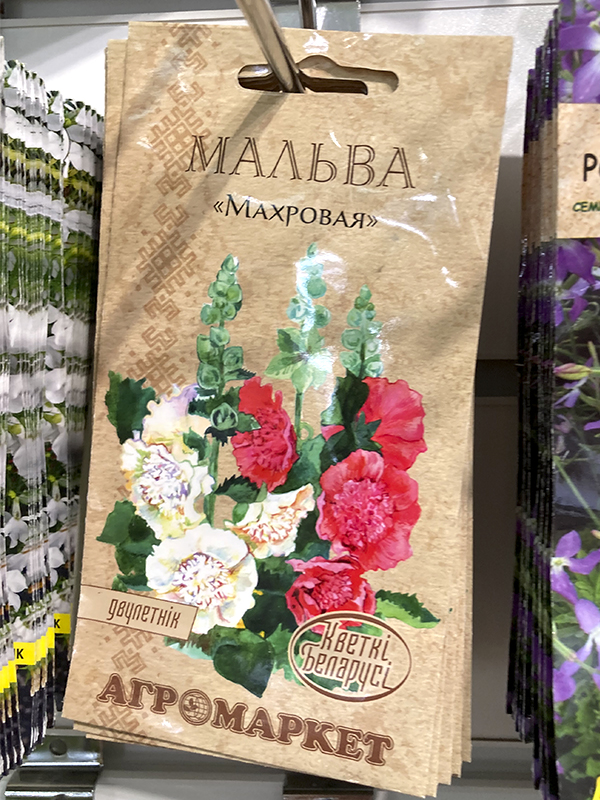 МАЛЬВА
«МАХРОВАЯ»
двулетнік
Кветкі
Беларусі
АГРОМАРКЕТ